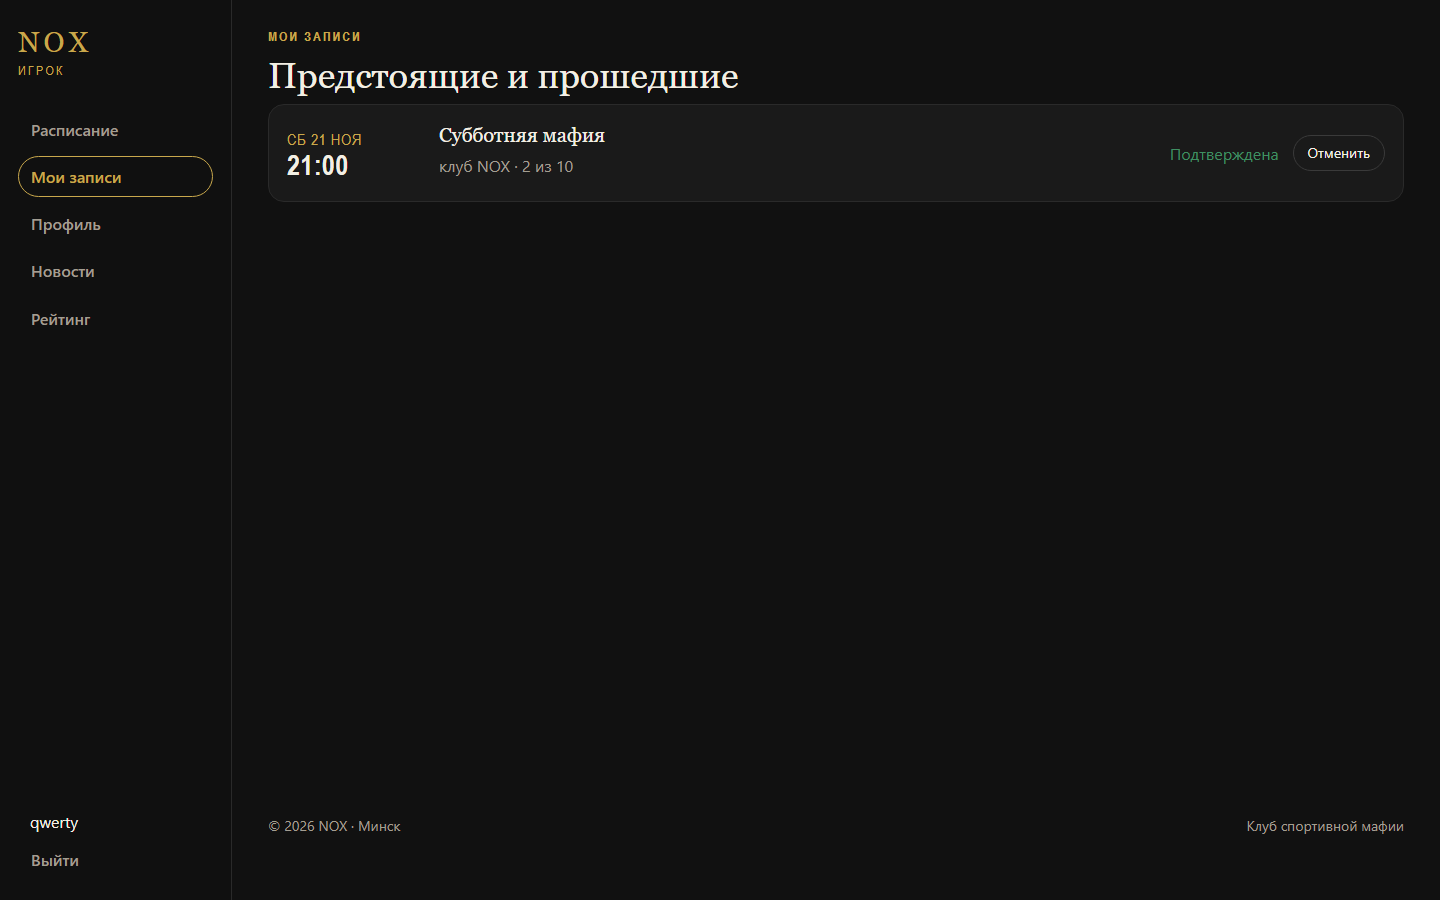 NOX
ИГРОК
Расписание
Мои записи
Профиль
Новости
Рейтинг
qwerty
Выйти
МОИ ЗАПИСИ
Предстоящие и прошедшие
СБ 21 НОЯ
21:00
Субботняя мафия
клуб NOX · 2 из 10
Подтверждена
Отменить
© 2026 NOX · Минск
Клуб спортивной мафии